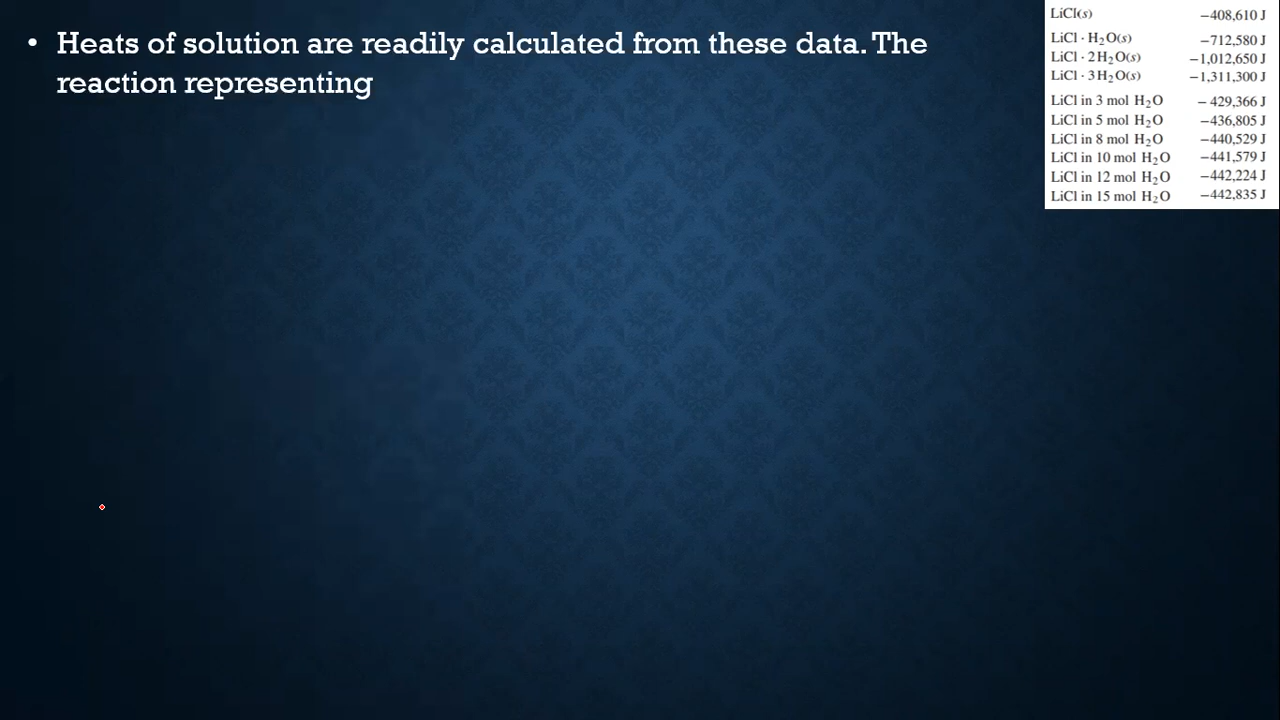 • Heats of solution are readily calculated from these data. The
reaction representing
LiCl(s) −408,610 J
LiCl · H₂O(s) −712,580 J
LiCl · 2H₂O(s) −1,012,650 J
LiCl · 3H₂O(s) −1,311,300 J
LiCl in 3 mol H₂O − 429,366 J
LiCl in 5 mol H₂O −436,805 J
LiCl in 8 mol H₂O −440,529 J
LiCl in 10 mol H₂O −441,579 J
LiCl in 12 mol H₂O −442,224 J
LiCl in 15 mol H₂O −442,835 J